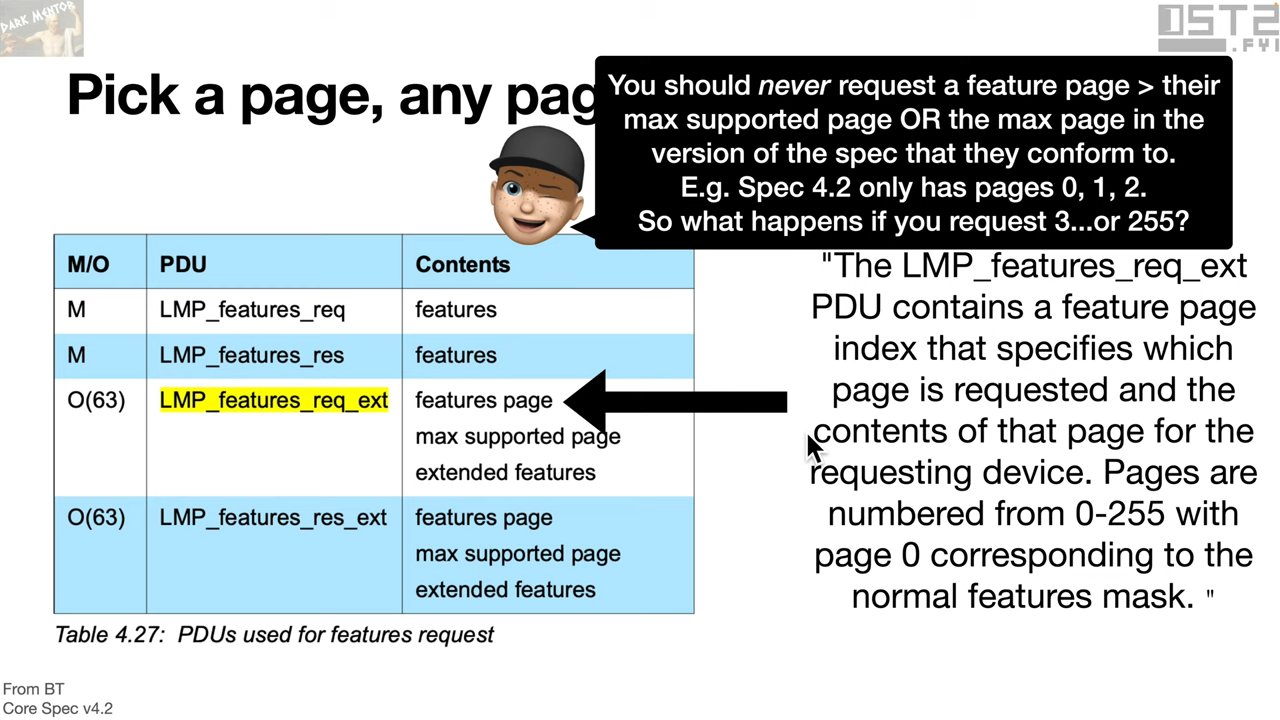 DARK MENTOR
OST2
.FYI
Pick a page, any pag
You should never request a feature page > their
max supported page OR the max page in the
version of the spec that they conform to.
E.g. Spec 4.2 only has pages 0, 1, 2.
So what happens if you request 3...or 255?
M/O PDU Contents
M LMP_features_req features
M LMP_features_res features
O(63) LMP_features_req_ext features page
max supported page
extended features
O(63) LMP_features_res_ext features page
max supported page
extended features
Table 4.27: PDUs used for features request
"The LMP_features_req_ext
PDU contains a feature page
index that specifies which
page is requested and the
contents of that page for the
requesting device. Pages are
numbered from 0-255 with
page 0 corresponding to the
normal features mask. "
From BT
Core Spec v4.2